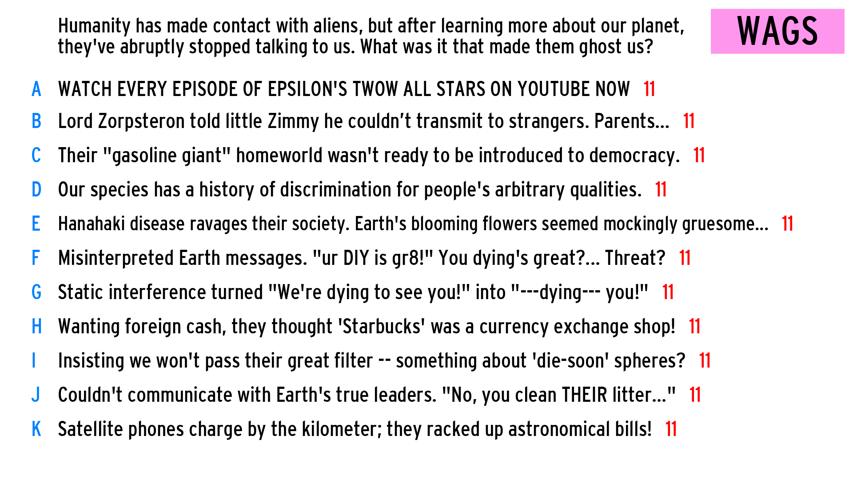 Humanity has made contact with aliens, but after learning more about our planet,
they've abruptly stopped talking to us. What was it that made them ghost us?
WAGS
A WATCH EVERY EPISODE OF EPSILON'S TWOW ALL STARS ON YOUTUBE NOW 11
B Lord Zorpsteron told little Zimmy he couldn’t transmit to strangers. Parents... 11
C Their "gasoline giant" homeworld wasn't ready to be introduced to democracy. 11
D Our species has a history of discrimination for people's arbitrary qualities. 11
E Hanahaki disease ravages their society. Earth's blooming flowers seemed mockingly gruesome... 11
F Misinterpreted Earth messages. "ur DIY is gr8!" You dying's great?... Threat? 11
G Static interference turned "We're dying to see you!" into "---dying--- you!" 11
H Wanting foreign cash, they thought 'Starbucks' was a currency exchange shop! 11
I Insisting we won't pass their great filter -- something about 'die-soon' spheres? 11
J Couldn't communicate with Earth's true leaders. "No, you clean THEIR litter..." 11
K Satellite phones charge by the kilometer; they racked up astronomical bills! 11